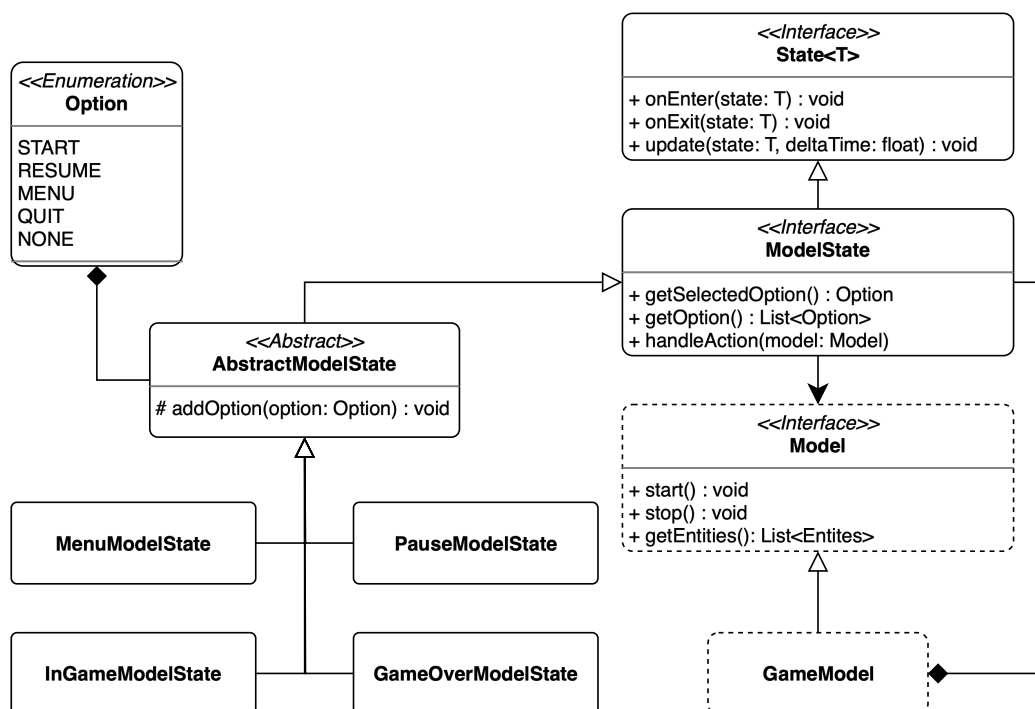 <<Interface>>
State<T>
+ onEnter(state: T) : void
+ onExit(state: T) : void
+ update(state: T, deltaTime: float) : void
<<Enumeration>>
Option
START
RESUME
MENU
QUIT
NONE
<<Interface>>
ModelState
+ getSelectedOption() : Option
+ getOption() : List<Option>
+ handleAction(model: Model)
<<Abstract>>
AbstractModelState
# addOption(option: Option) : void
<<Interface>>
Model
+ start() : void
+ stop() : void
+ getEntities(): List<Entites>
MenuModelState
PauseModelState
InGameModelState
GameOverModelState
GameModel